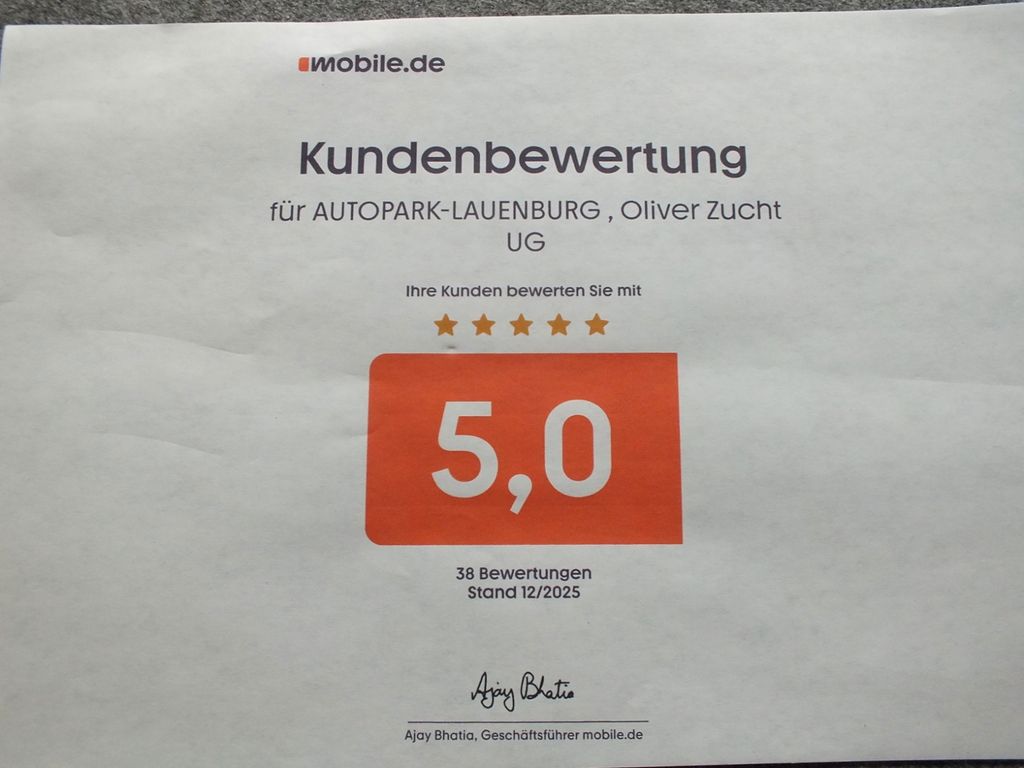 mobile.de
Kundenbewertung
für AUTOPARK-LAUENBURG , Oliver Zucht
UG
Ihre Kunden bewerten Sie mit
5,0
38 Bewertungen
Stand 12/2025
Ajay Bhatia
Ajay Bhatia, Geschäftsführer mobile.de